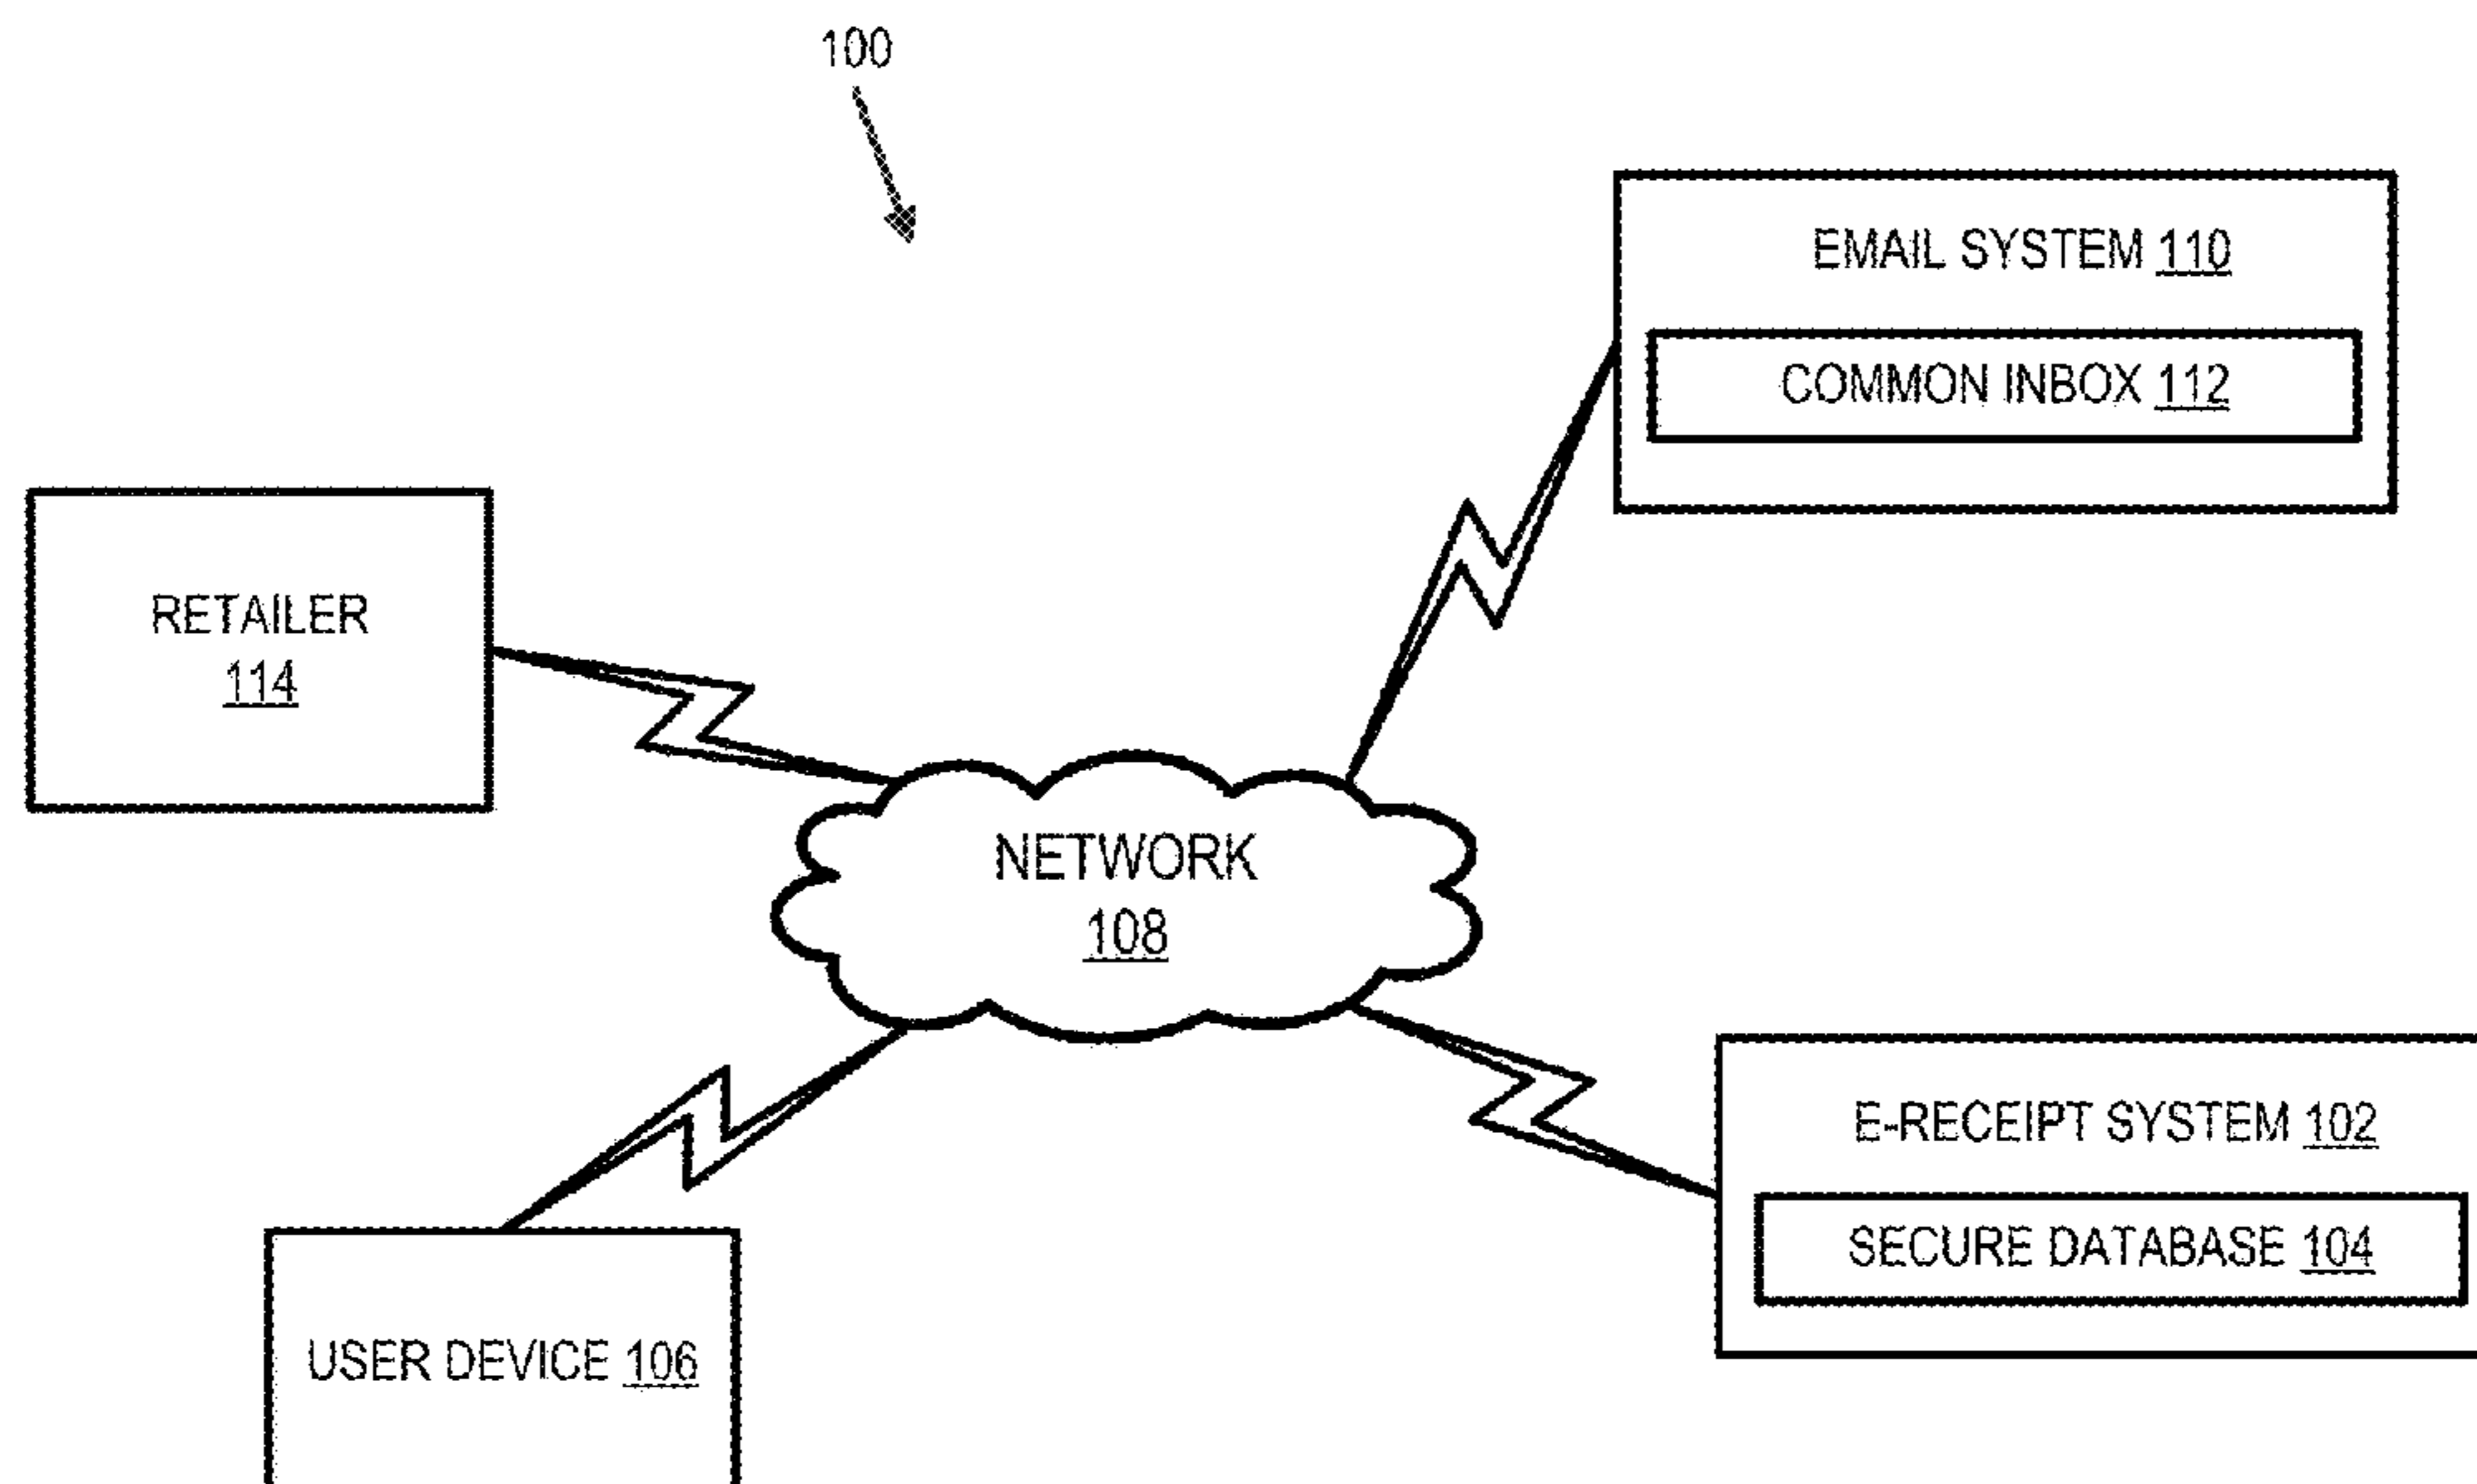 100
EMAIL SYSTEM 110
COMMON INBOX 112
RETAILER
114
NETWORK
108
E-RECEIPT SYSTEM 102
SECURE DATABASE 104
USER DEVICE 106